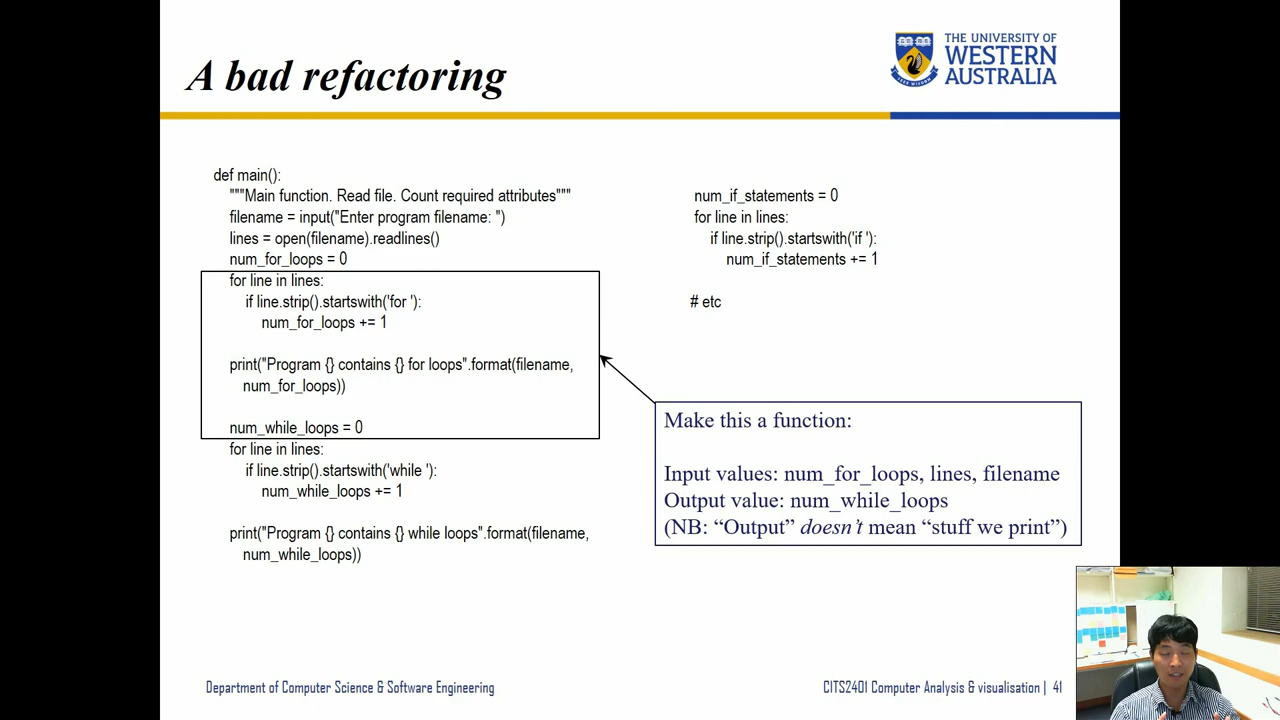 A bad refactoring
THE UNIVERSITY OF
WESTERN
AUSTRALIA
def main():
"""Main function. Read file. Count required attributes"""
filename = input("Enter program filename: ")
lines = open(filename).readlines()
num_for_loops = 0
for line in lines:
if line.strip().startswith('for '):
num_for_loops += 1
print("Program {} contains {} for loops".format(filename,
num_for_loops))
num_while_loops = 0
for line in lines:
if line.strip().startswith('while '):
num_while_loops += 1
print("Program {} contains {} while loops".format(filename,
num_while_loops))
num_if_statements = 0
for line in lines:
if line.strip().startswith('if '):
num_if_statements += 1
# etc
Make this a function:
Input values: num_for_loops, lines, filename
Output value: num_while_loops
(NB: “Output” doesn’t mean “stuff we print”)
Department of Computer Science & Software Engineering
CITS2401 Computer Analysis & visualisation | 41